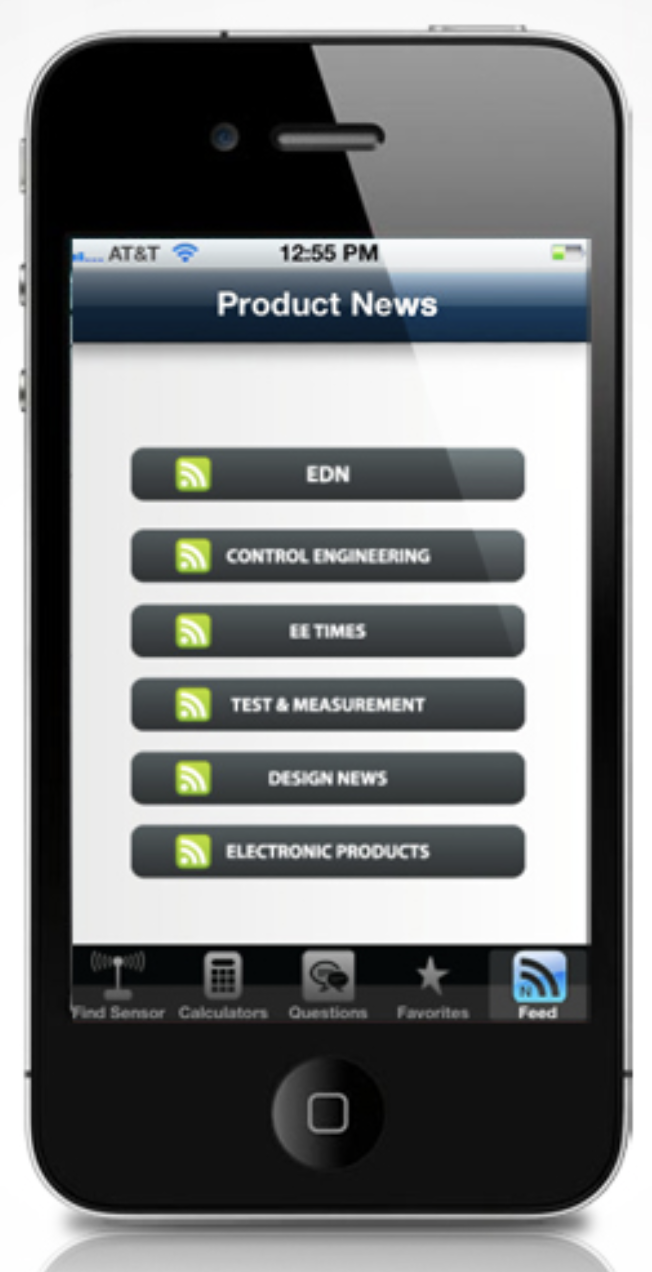 AT&T 12:55 PM
Product News
EDN
CONTROL ENGINEERING
EE TIMES
TEST & MEASUREMENT
DESIGN NEWS
ELECTRONIC PRODUCTS
Find Sensor Calculators Questions Favorites Feed
N